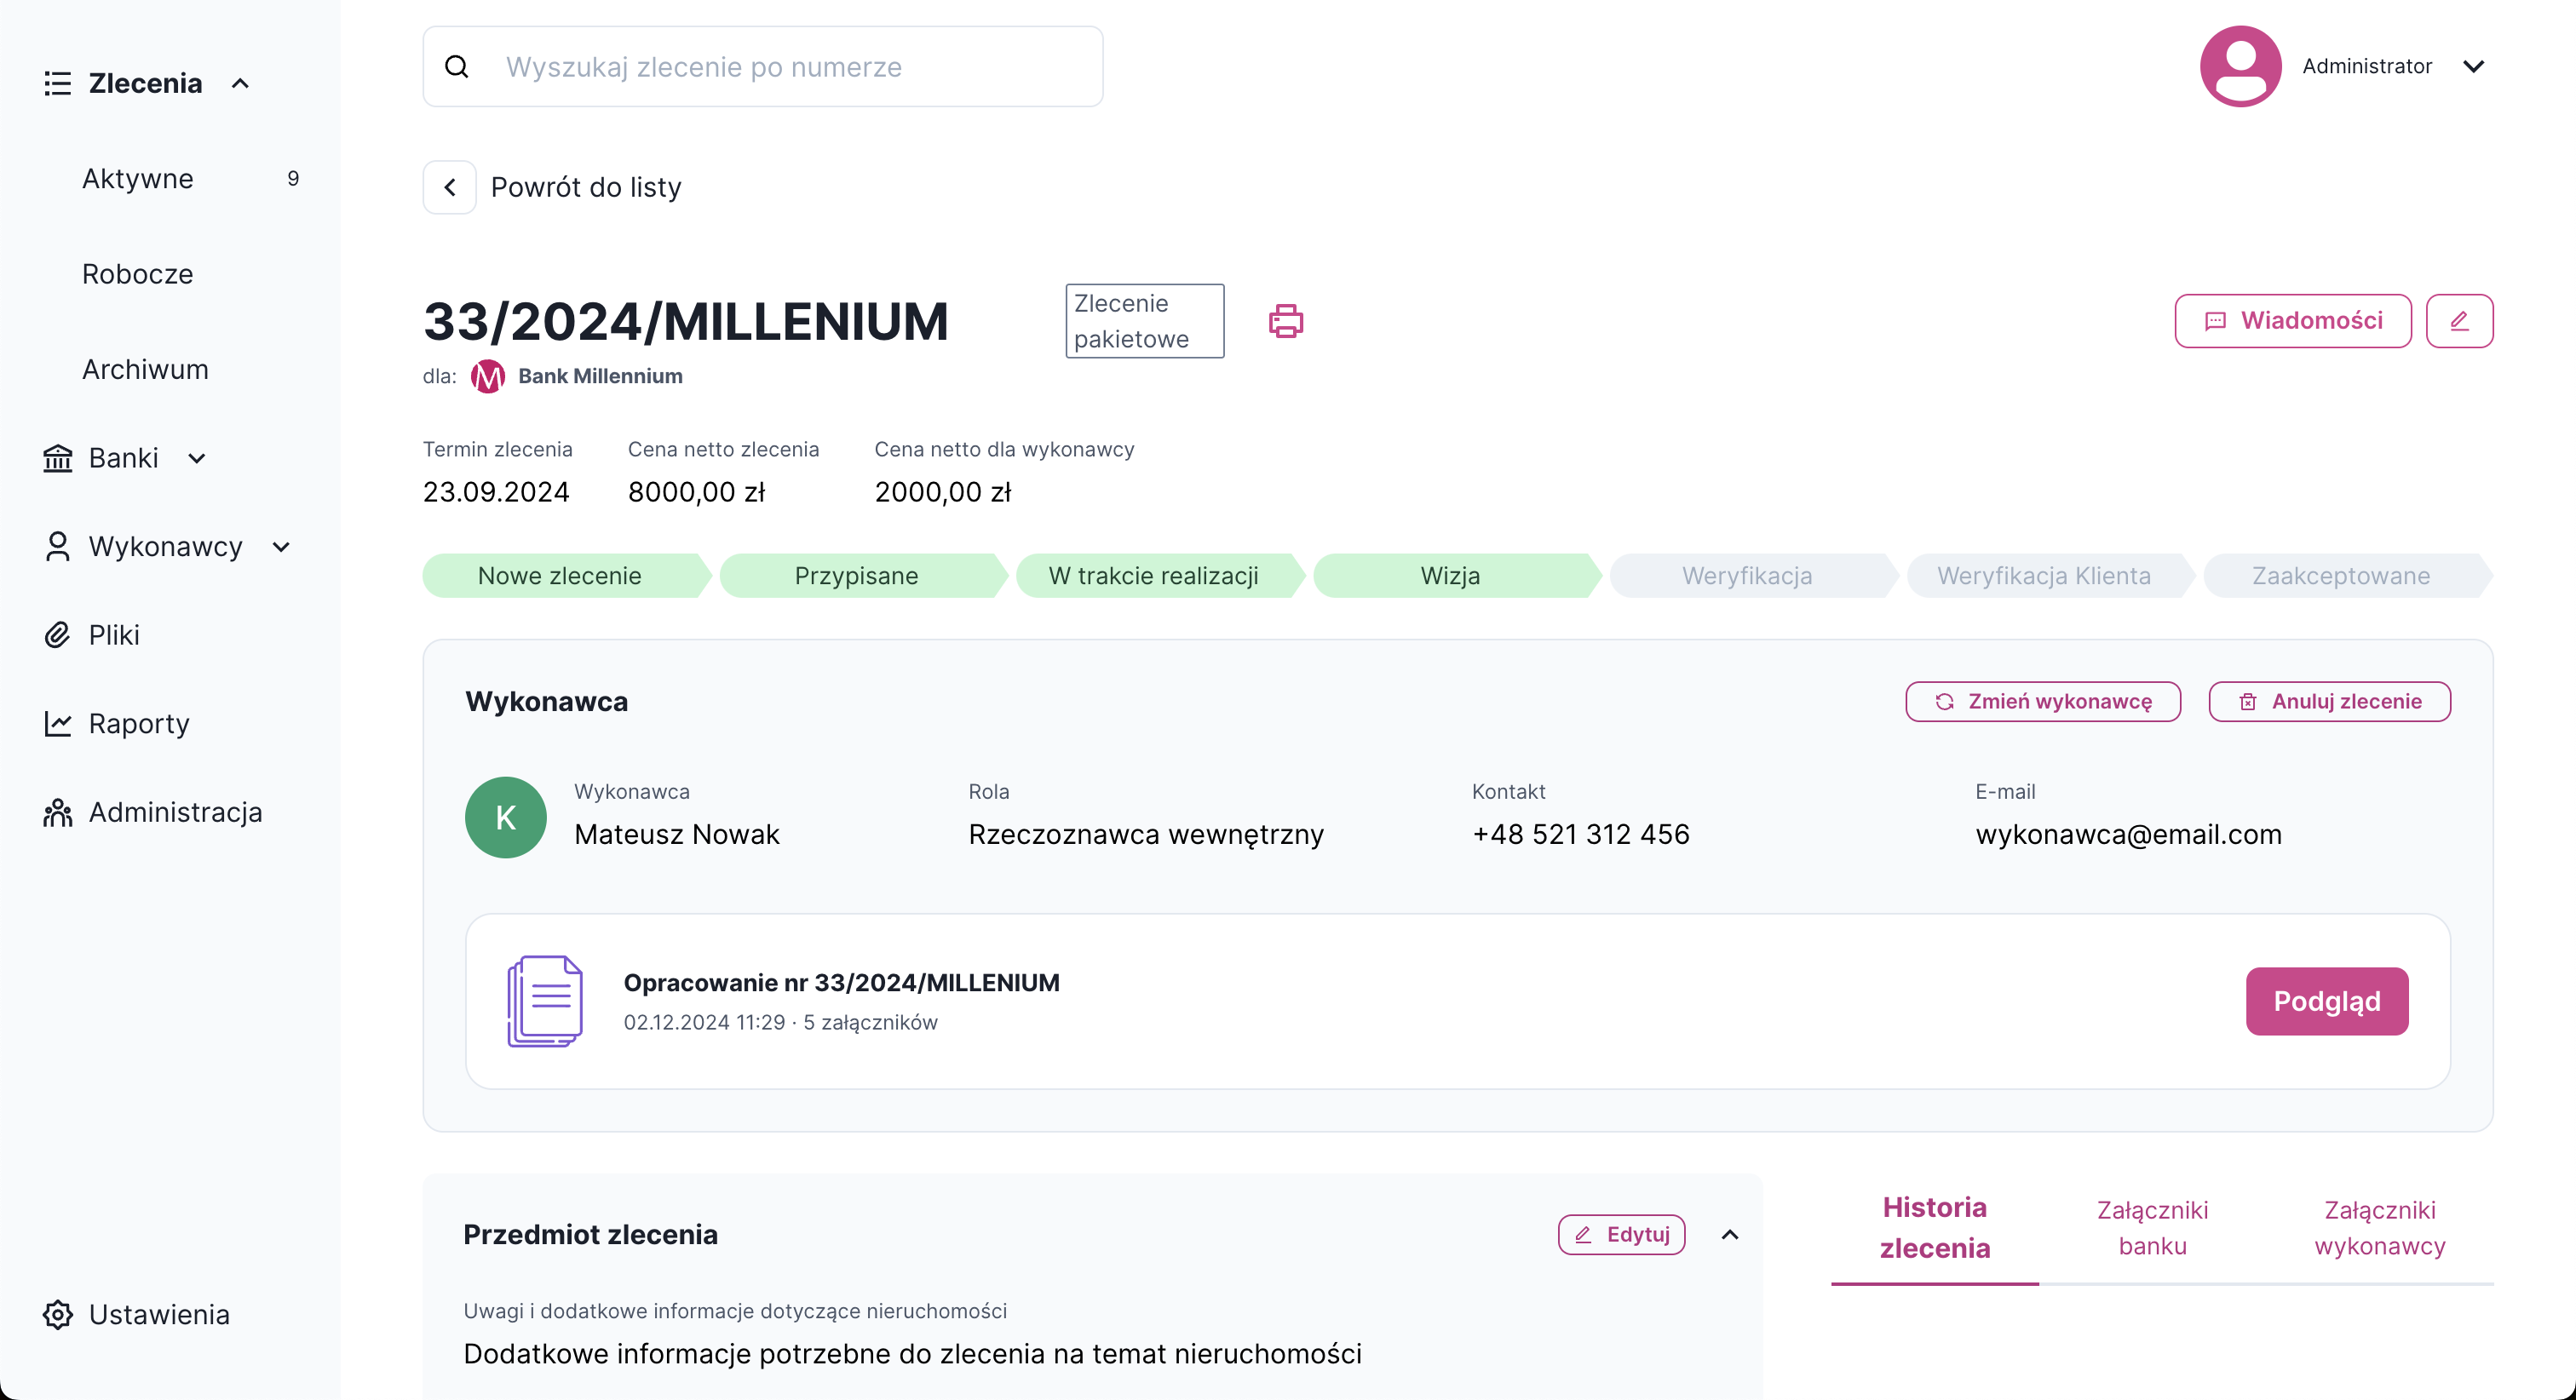 Zlecenia
Aktywne 9
Robocze
Archiwum
Banki
Wykonawcy
Pliki
Raporty
Administracja
Ustawienia
Wyszukaj zlecenie po numerze
Administrator
Powrót do listy
33/2024/MILLENIUM
Zlecenie
pakietowe
Wiadomości
dla: M Bank Millennium
Termin zlecenia
23.09.2024
Cena netto zlecenia
8000,00 zł
Cena netto dla wykonawcy
2000,00 zł
Nowe zlecenie
Przypisane
W trakcie realizacji
Wizja
Weryfikacja
Weryfikacja Klienta
Zaakceptowane
Wykonawca
Zmień wykonawcę
Anuluj zlecenie
K
Wykonawca
Mateusz Nowak
Rola
Rzeczoznawca wewnętrzny
Kontakt
+48 521 312 456
E-mail
wykonawca@email.com
Opracowanie nr 33/2024/MILLENIUM
02.12.2024 11:29 · 5 załączników
Podgląd
Przedmiot zlecenia
Edytuj
Uwagi i dodatkowe informacje dotyczące nieruchomości
Dodatkowe informacje potrzebne do zlecenia na temat nieruchomości
Historia
zlecenia
Załączniki
banku
Załączniki
wykonawcy